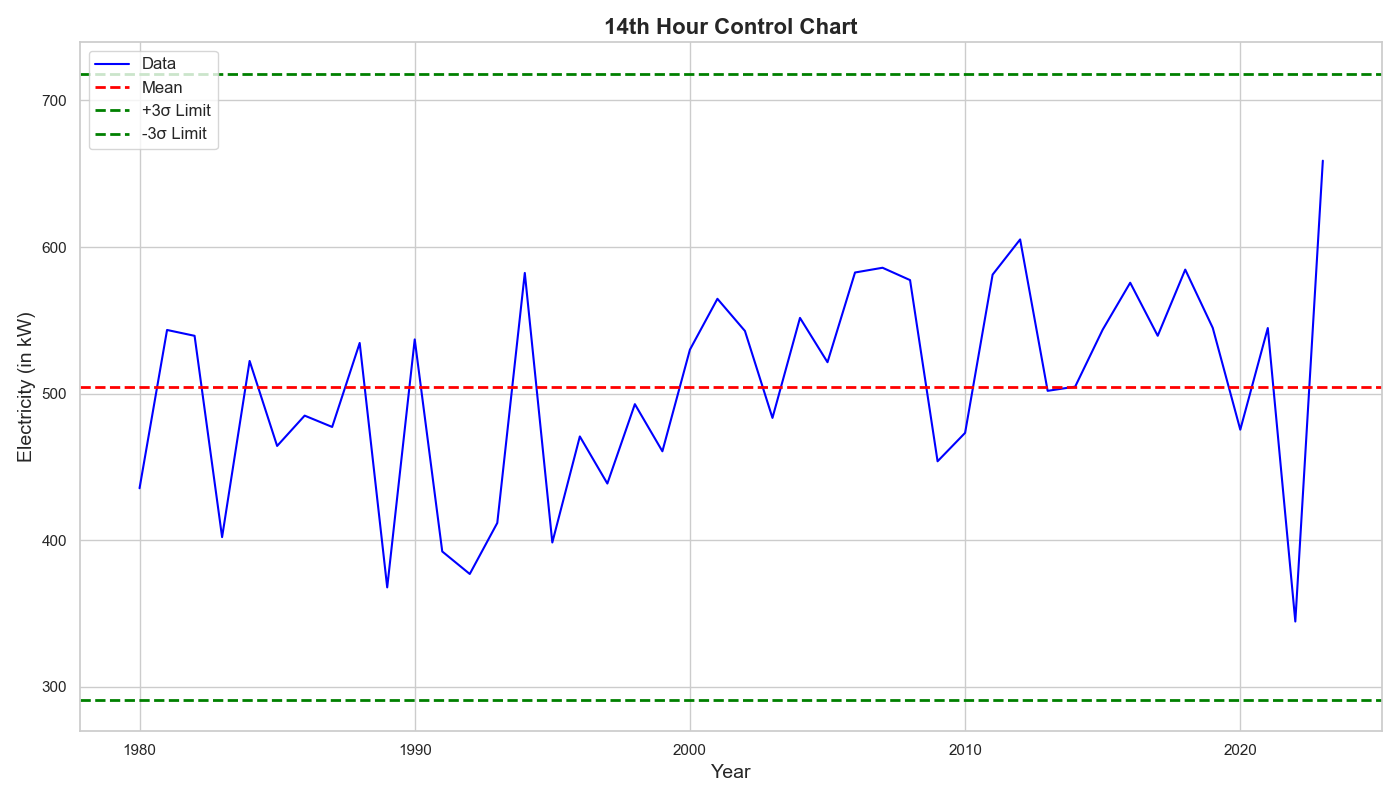 14th Hour Control Chart
Data
Mean
+3σ Limit
-3σ Limit
700
600
500
400
300
Electricity (in kW)
1980
1990
2000
2010
2020
Year